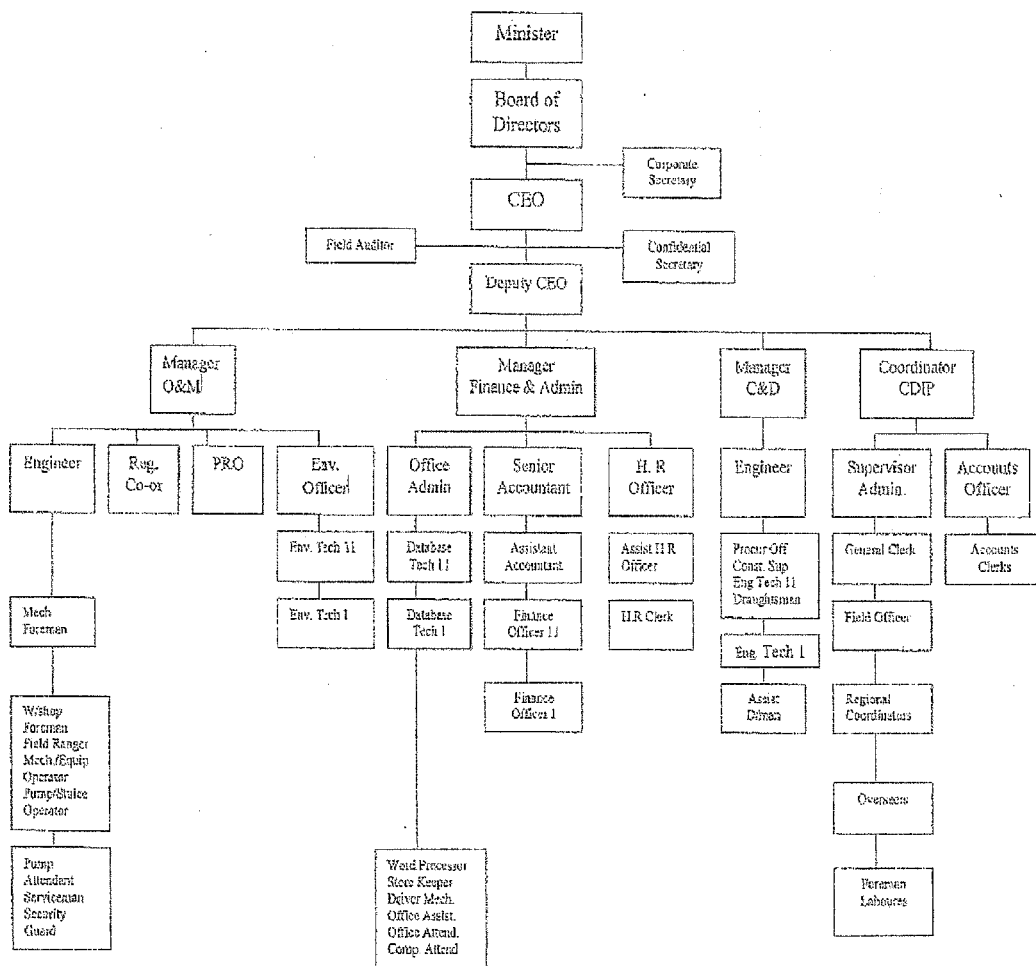 Minister
Board of
Directors
Corporate
Secretary
CEO
Field Auditor
Confidential
Secretary
Deputy CEO
Manager
O&M
Manager
Finance & Admin
Manager
C&D
Coordinator
CDIP
Engineer
Reg.
Co-or
PRO
Env.
Officer
Office
Admin
Senior
Accountant
H. R
Officer
Engineer
Supervisor
Admin.
Accounts
Officer
Env. Tech 11
Database
Tech 11
Assistant
Accountant
Assist H R
Officer
Procur Off
Const. Sup
Eng Tech 11
Draughtsman
General Clerk
Accounts
Clerks
Mech
Foreman
Env. Tech 1
Database
Tech 1
Finance
Officer 11
H.R Clerk
Eng. Tech 1
Field Officer
Finance
Officer 1
Assist
D/man
Regional
Coordinators
W/shop
Foreman
Field Ranger
Mech./Equip
Operator
Pump/Sluice
Operator
Overseers
Pump
Attendant
Serviceman
Security
Guard
Word Processor
Store Keeper
Driver Mech.
Office Assist.
Office Attend.
Comp. Attend
Foreman
Laboures